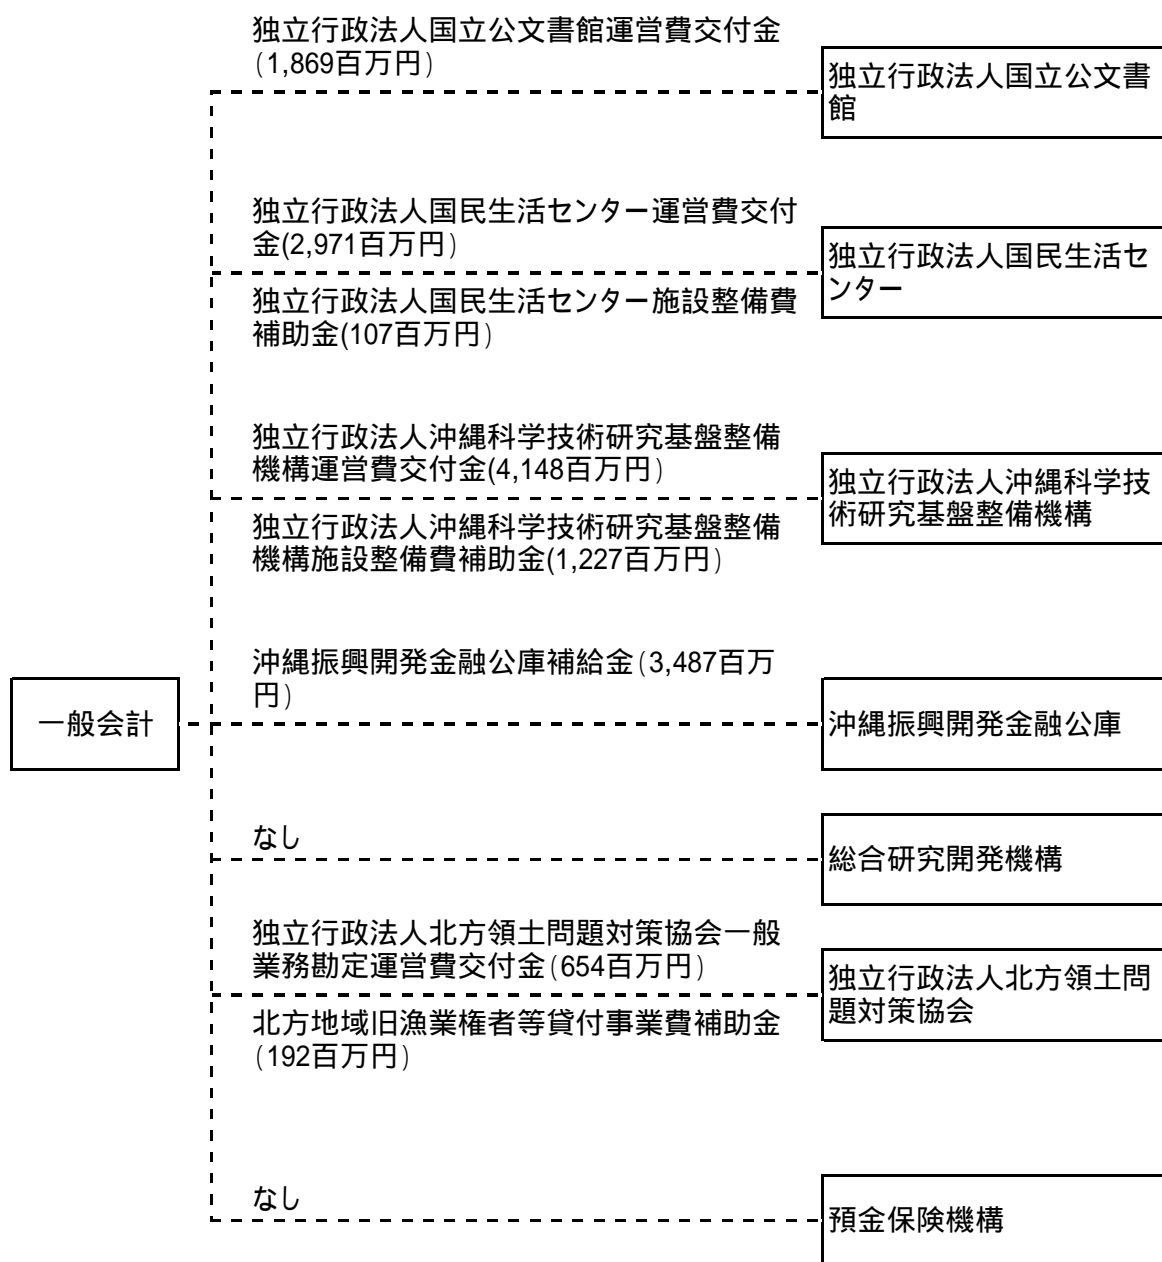 独立行政法人国立公文書館運営費交付金
(1,869百万円)
独立行政法人国立公文書
館
独立行政法人国民生活センター運営費交付
金(2,971百万円)
独立行政法人国民生活セ
ンター
独立行政法人国民生活センター施設整備費
補助金(107百万円)
独立行政法人沖縄科学技術研究基盤整備
機構運営費交付金(4,148百万円)
独立行政法人沖縄科学技
術研究基盤整備機構
独立行政法人沖縄科学技術研究基盤整備
機構施設整備費補助金(1,227百万円)
沖縄振興開発金融公庫補給金(3,487百万
円)
一般会計
沖縄振興開発金融公庫
なし
総合研究開発機構
独立行政法人北方領土問題対策協会一般
業務勘定運営費交付金(654百万円)
独立行政法人北方領土問
題対策協会
北方地域旧漁業権者等貸付事業費補助金
(192百万円)
なし
預金保険機構